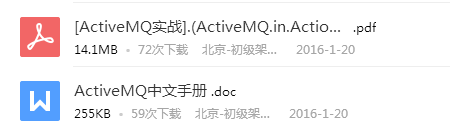 [ActiveMQ实战].(ActiveMQ.in.Actio... .pdf
14.1MB • 72次下载 北京-初级架... 2016-1-20
ActiveMQ中文手册 .doc
255KB • 59次下载 北京-初级架... 2016-1-20